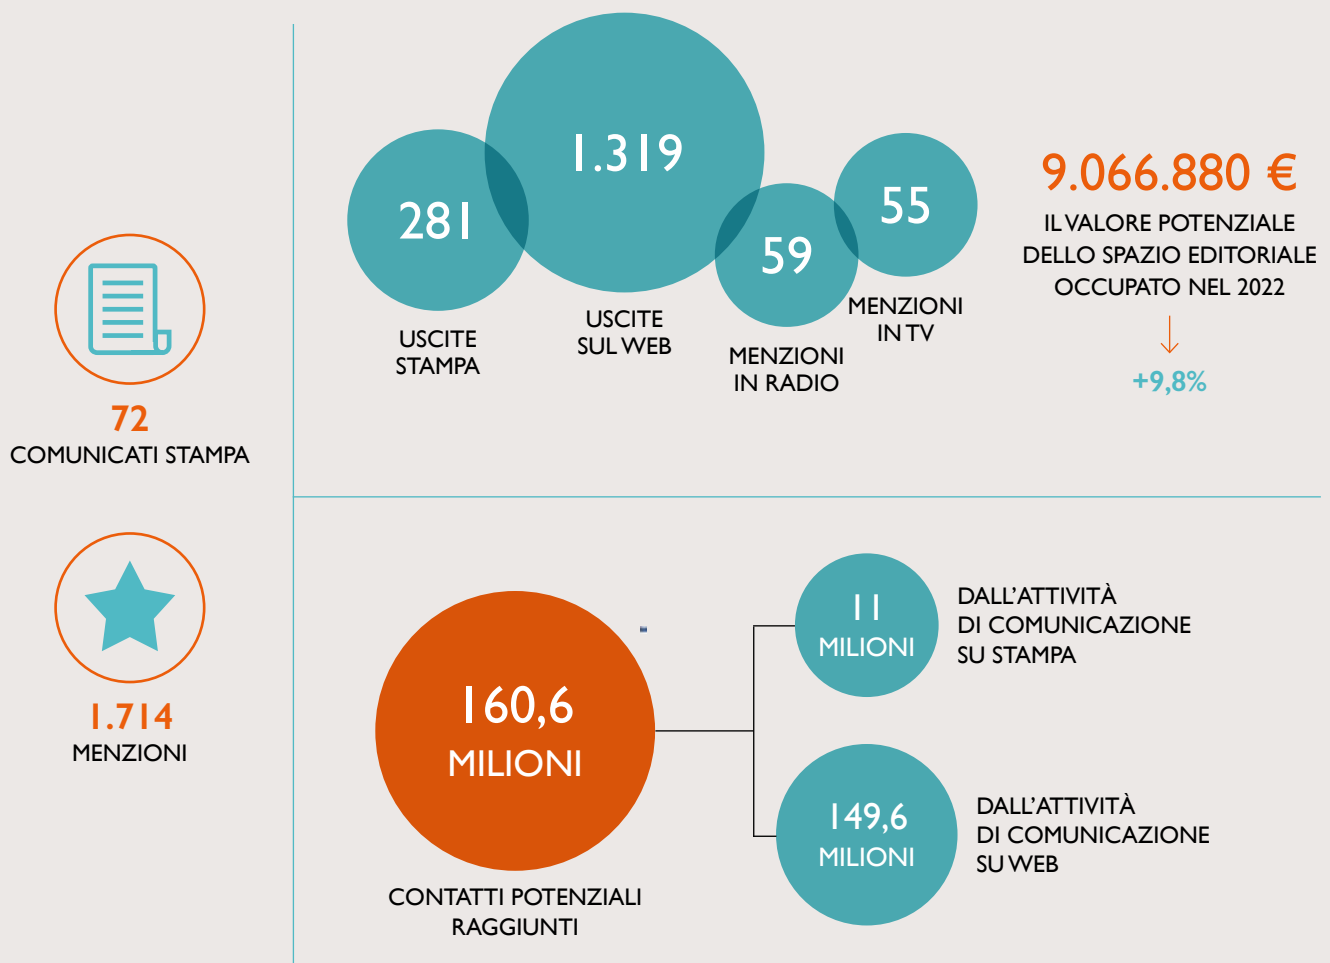 72
COMUNICATI STAMPA
1.714
MENZIONI
281
USCITE
STAMPA
1.319
USCITE
SUL WEB
59
MENZIONI
IN RADIO
55
MENZIONI
IN TV
9.066.880 €
IL VALORE POTENZIALE
DELLO SPAZIO EDITORIALE
OCCUPATO NEL 2022
+9,8%
160,6
MILIONI
CONTATTI POTENZIALI
RAGGIUNTI
11
MILIONI
DALL’ATTIVITÀ
DI COMUNICAZIONE
SU STAMPA
149,6
MILIONI
DALL’ATTIVITÀ
DI COMUNICAZIONE
SU WEB